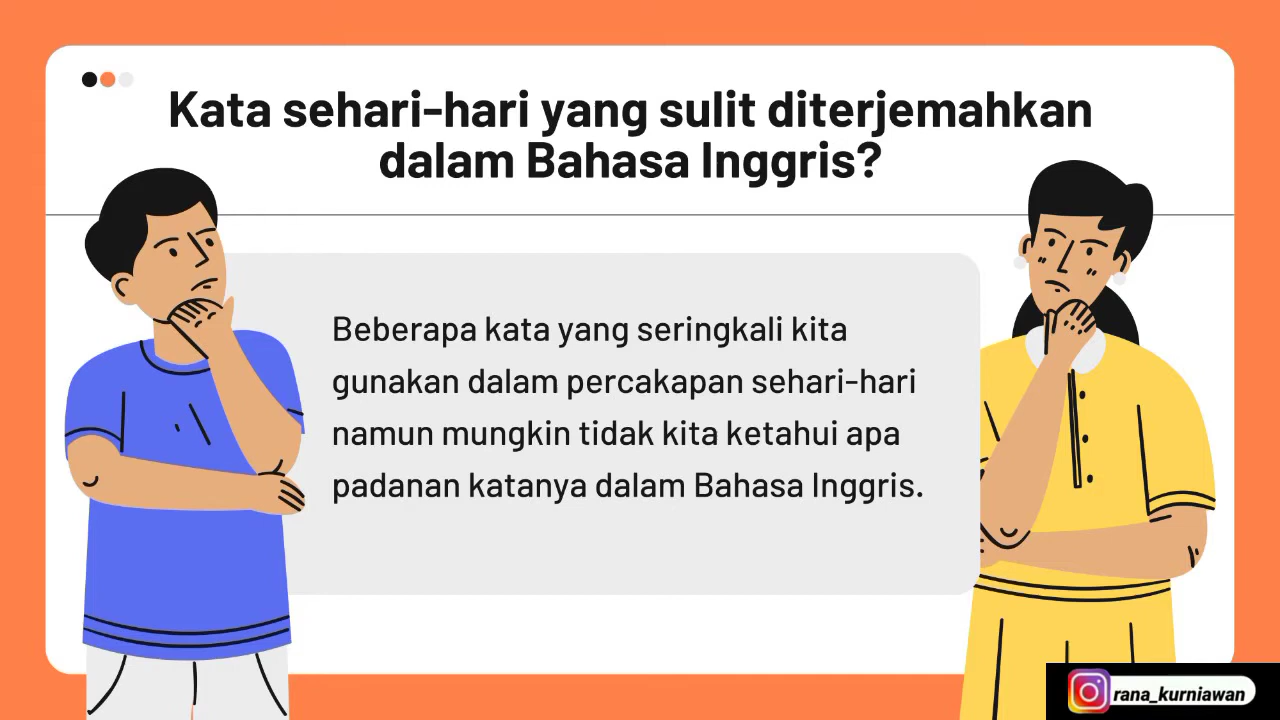 Kata sehari-hari yang sulit diterjemahkan
dalam Bahasa Inggris?
Beberapa kata yang seringkali kita
gunakan dalam percakapan sehari-hari
namun mungkin tidak kita ketahui apa
padanan katanya dalam Bahasa Inggris.
rana_kurniawan